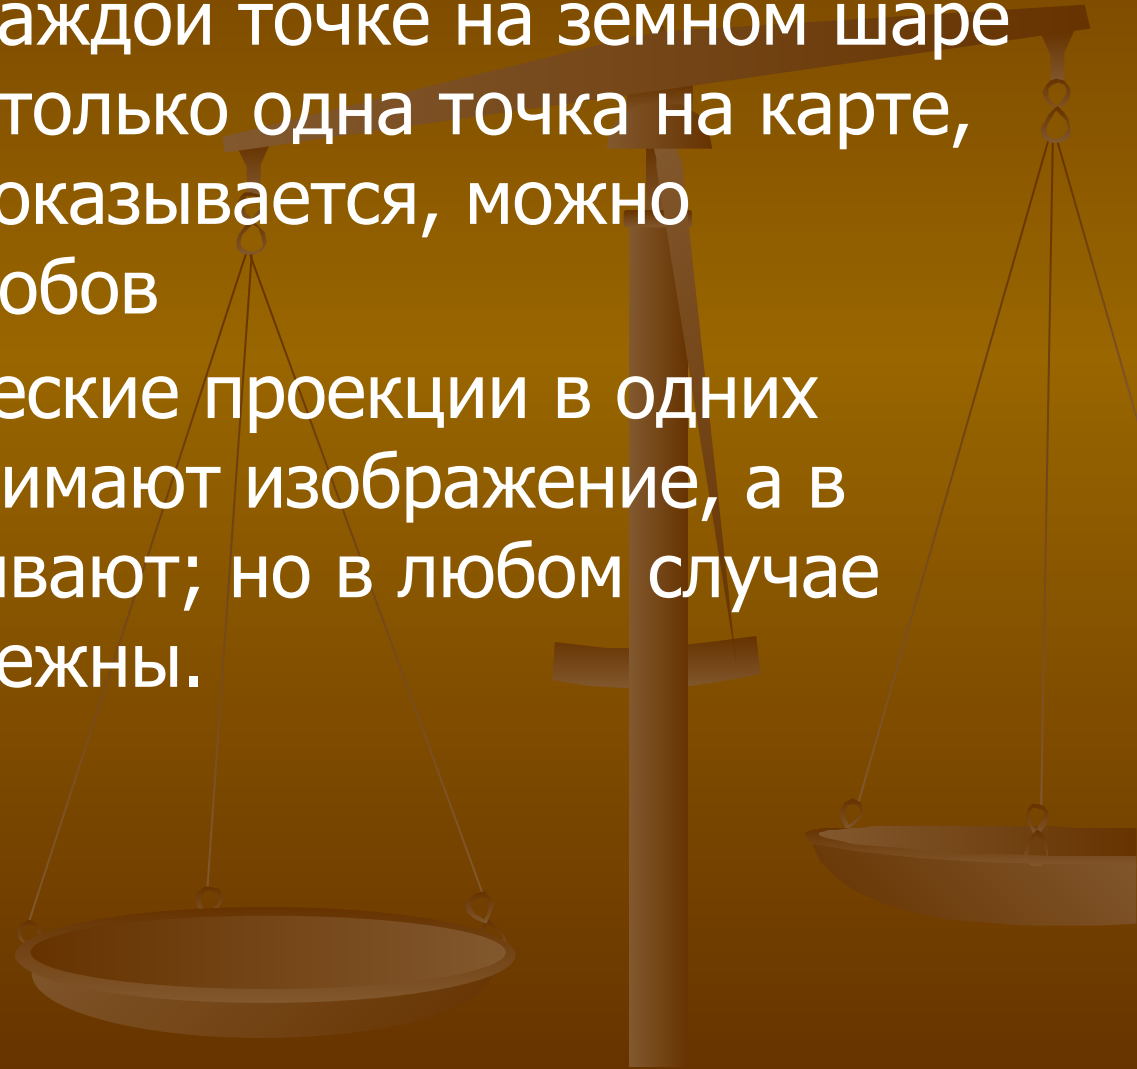 аждой точке на земном шаре
только одна точка на карте,
оказывается, можно
обов
еские проекции в одних
имают изображение, а в
ивают; но в любом случае
ежны.